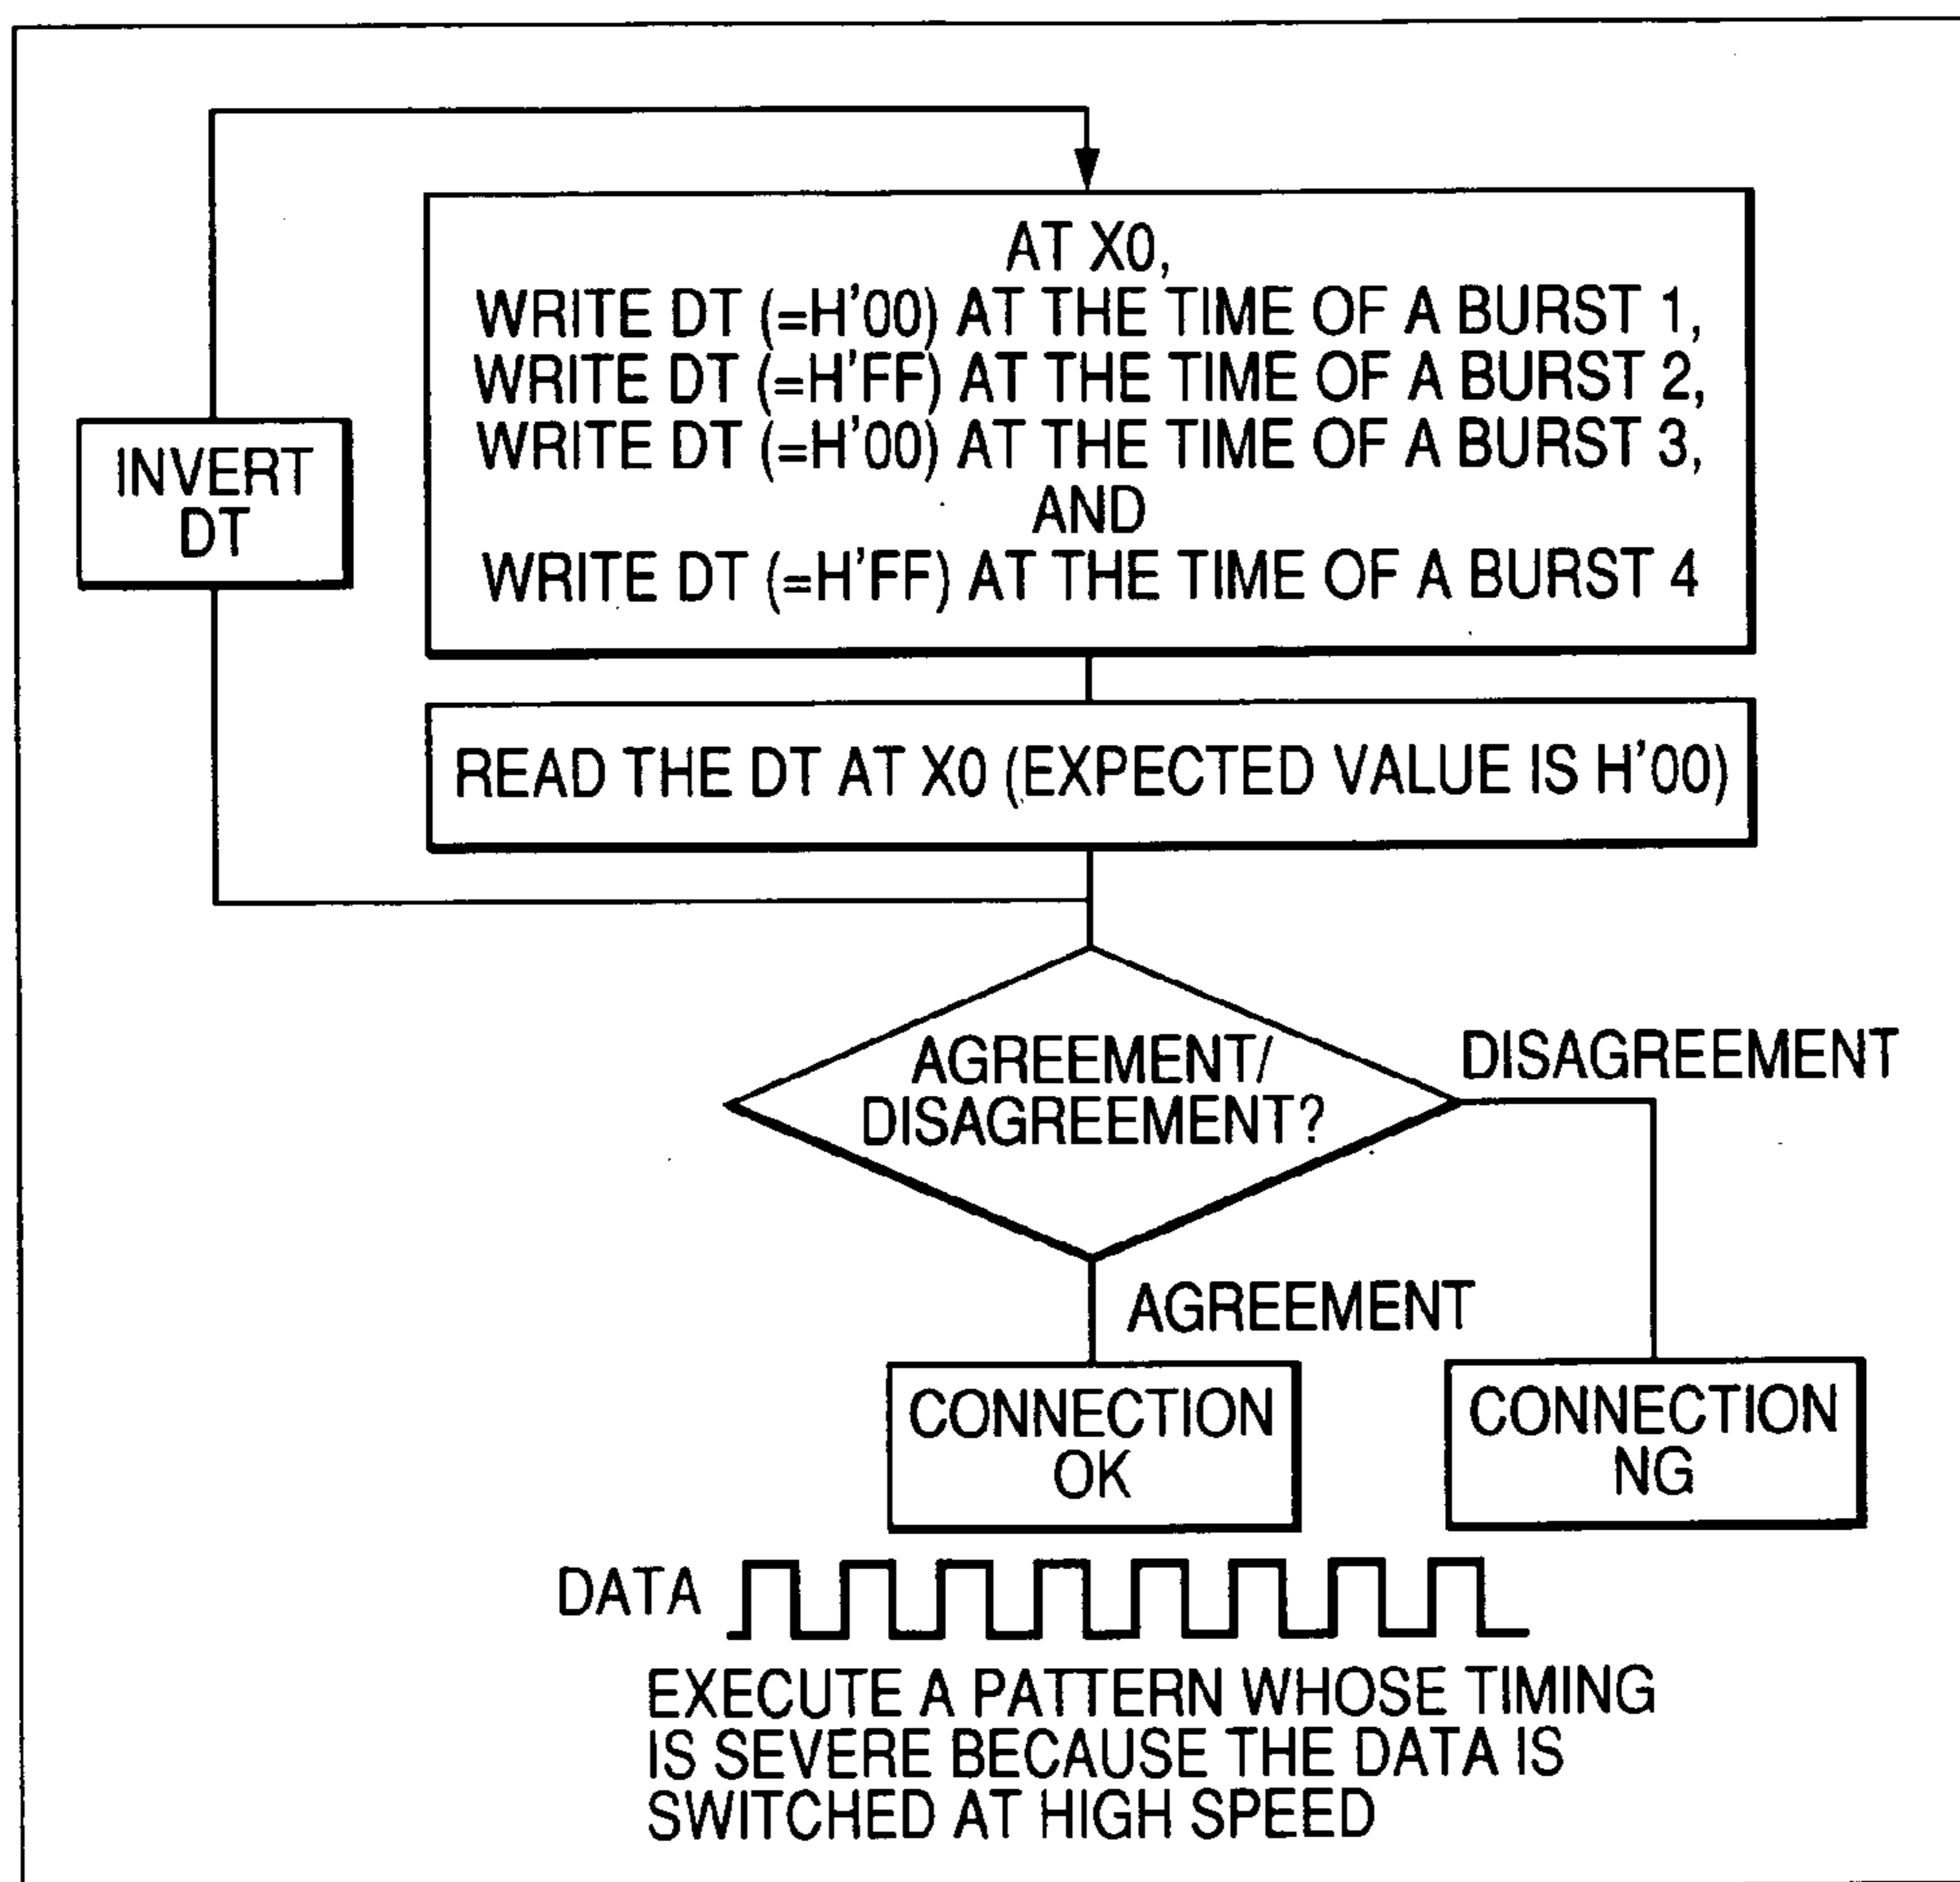 AT X0,
WRITE DT (=H'00) AT THE TIME OF A BURST 1,
WRITE DT (=H'FF) AT THE TIME OF A BURST 2,
WRITE DT (=H'00) AT THE TIME OF A BURST 3,
AND
WRITE DT (=H'FF) AT THE TIME OF A BURST 4
INVERT
DT
READ THE DT AT X0 (EXPECTED VALUE IS H'00)
AGREEMENT/
DISAGREEMENT?
DISAGREEMENT
AGREEMENT
CONNECTION
OK
CONNECTION
NG
DATA
EXECUTE A PATTERN WHOSE TIMING
IS SEVERE BECAUSE THE DATA IS
SWITCHED AT HIGH SPEED